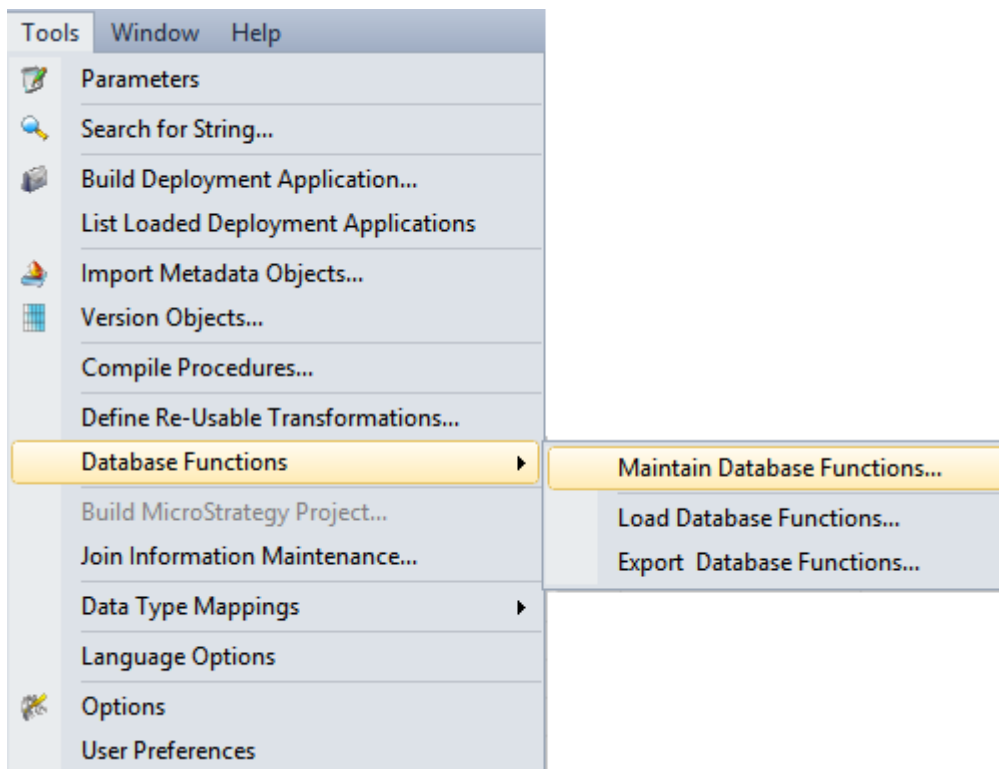 Tools Window Help
Parameters
Search for String...
Build Deployment Application...
List Loaded Deployment Applications
Import Metadata Objects...
Version Objects...
Compile Procedures...
Define Re-Usable Transformations...
Database Functions
Maintain Database Functions...
Load Database Functions...
Export  Database Functions...
Build MicroStrategy Project...
Join Information Maintenance...
Data Type Mappings
Language Options
Options
User Preferences